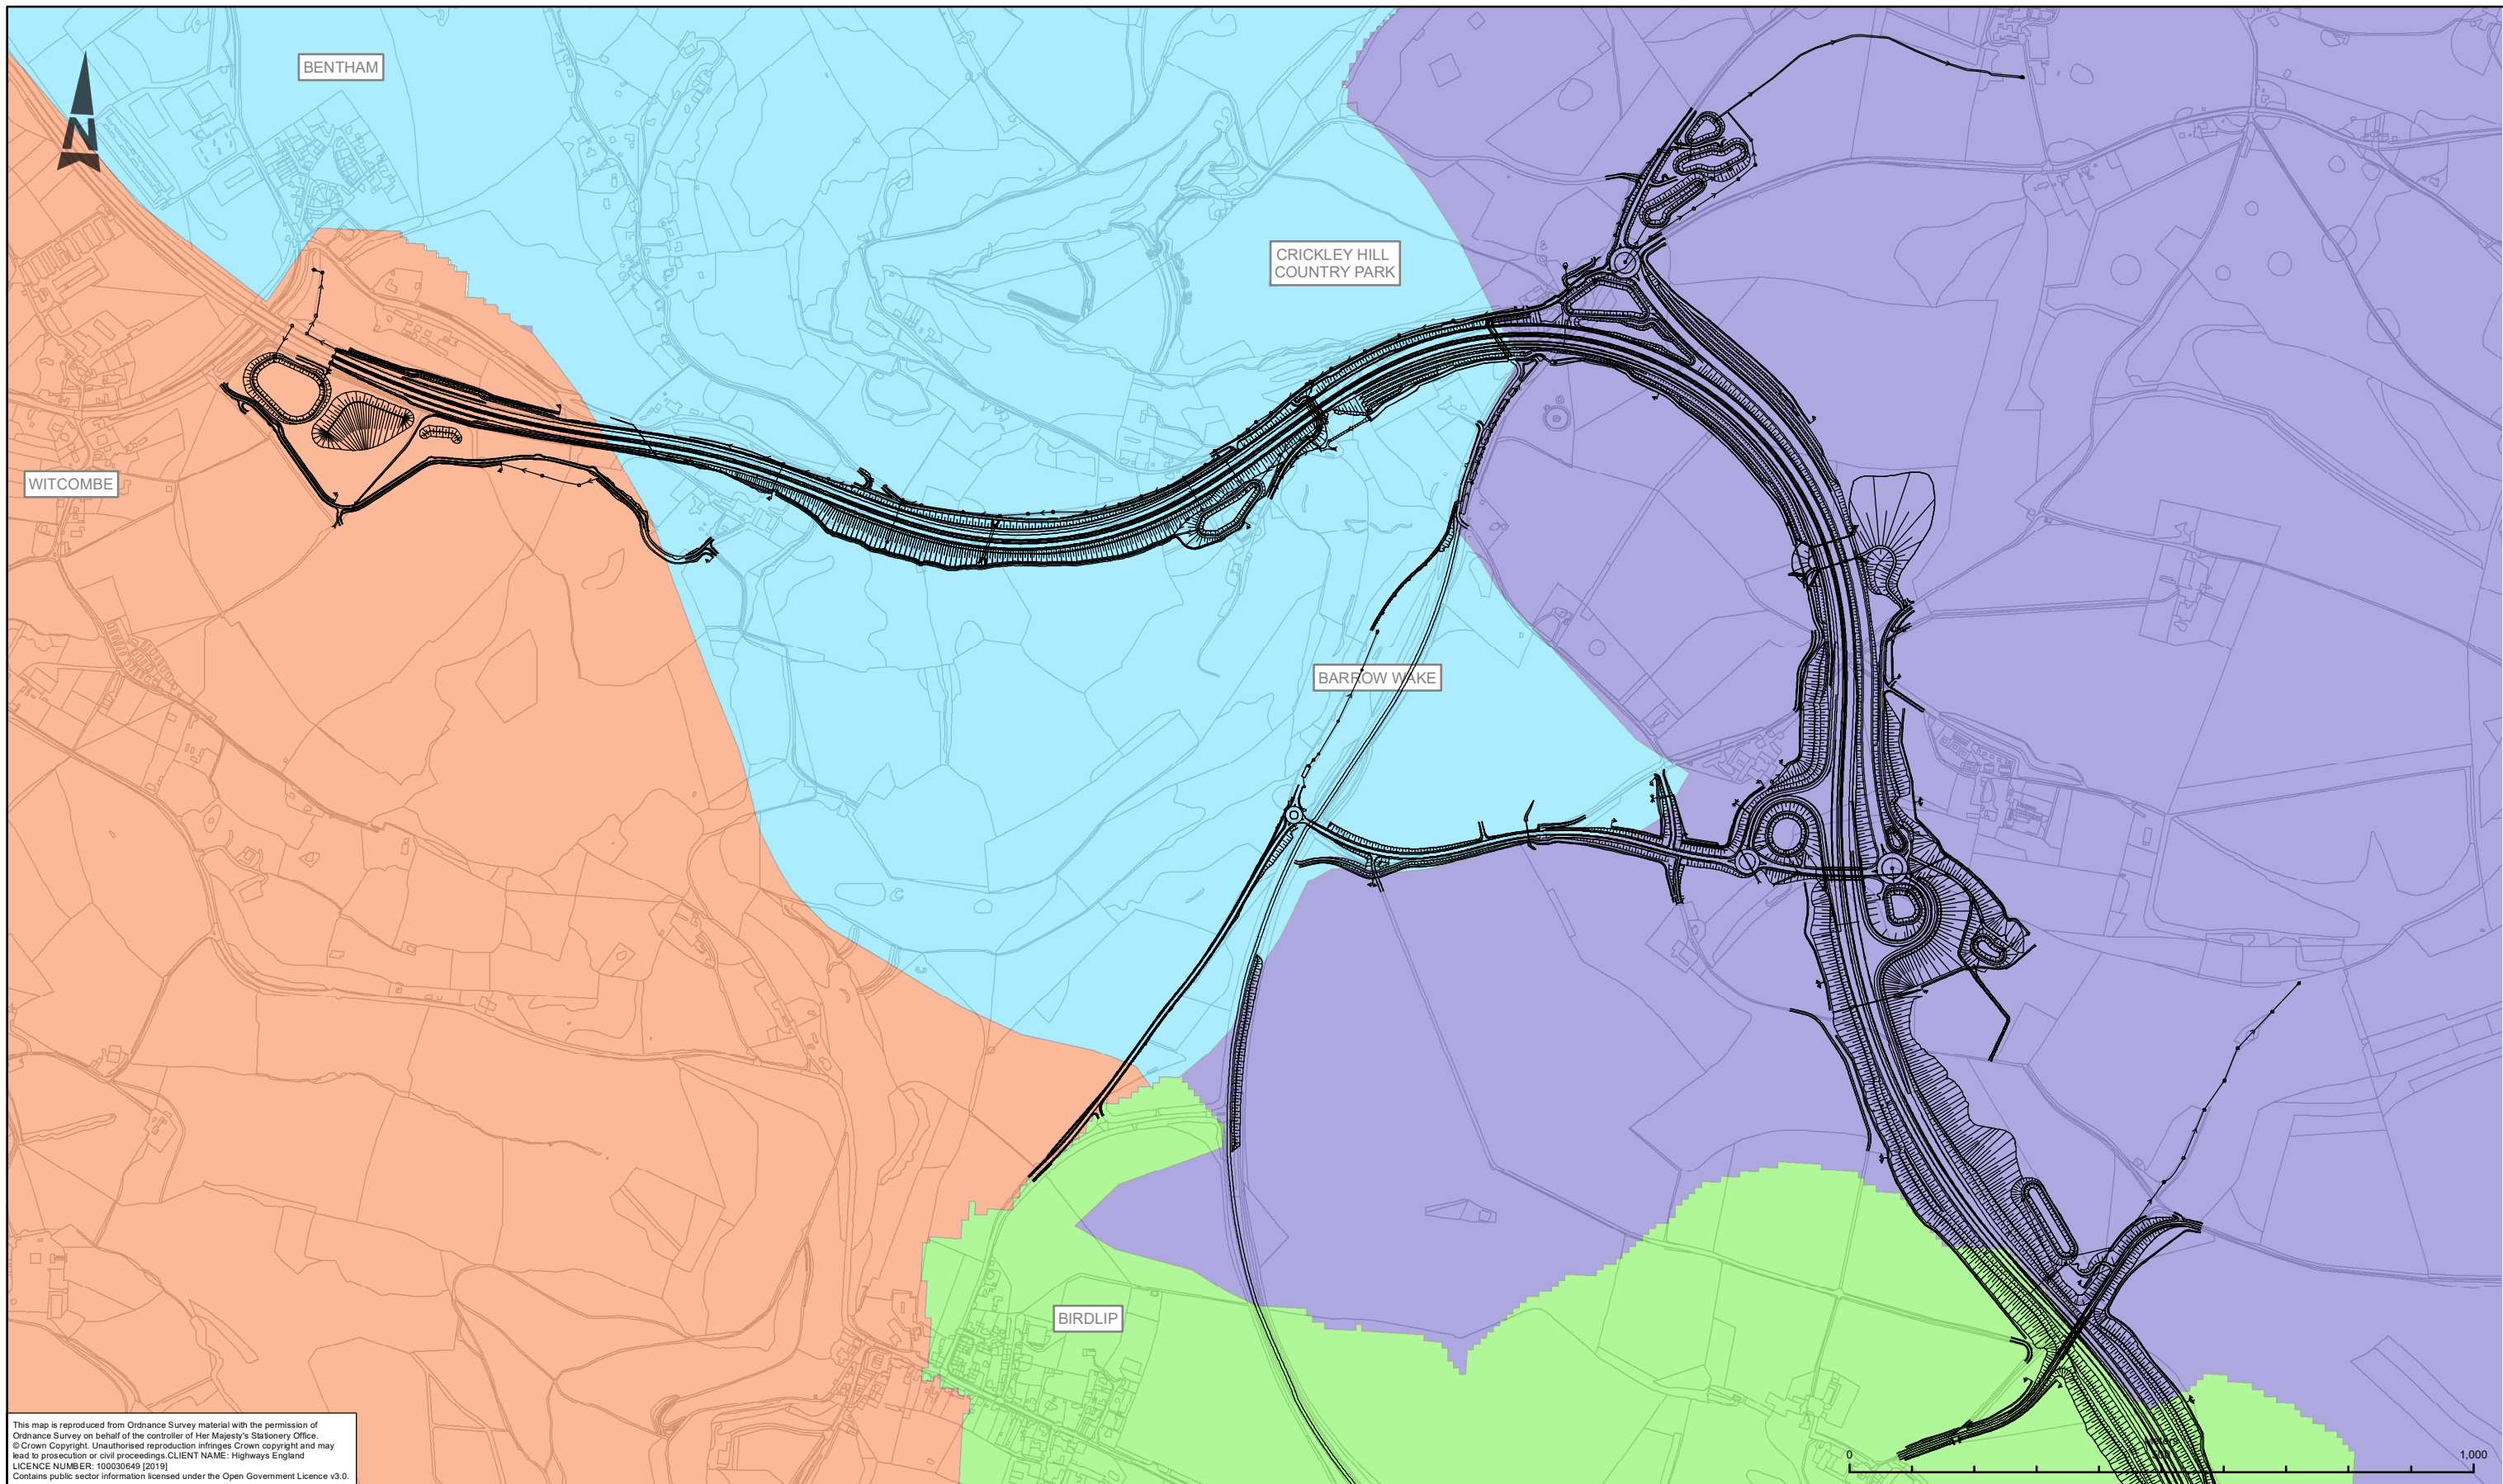 BENTHAM
N
CRICKLEY HILL
COUNTRY PARK
WITCOMBE
BARROW WAKE
BIRDLIP
This map is reproduced from Ordnance Survey material with the permission of
Ordnance Survey on behalf of the controller of Her Majesty's Stationery Office.
© Crown Copyright. Unauthorised reproduction infringes Crown copyright and may
lead to prosecution or civil proceedings.CLIENT NAME: Highways England
LICENCE NUMBER: 100030649 [2019]
Contains public sector information licensed under the Open Government Licence v3.0.
0 1,000